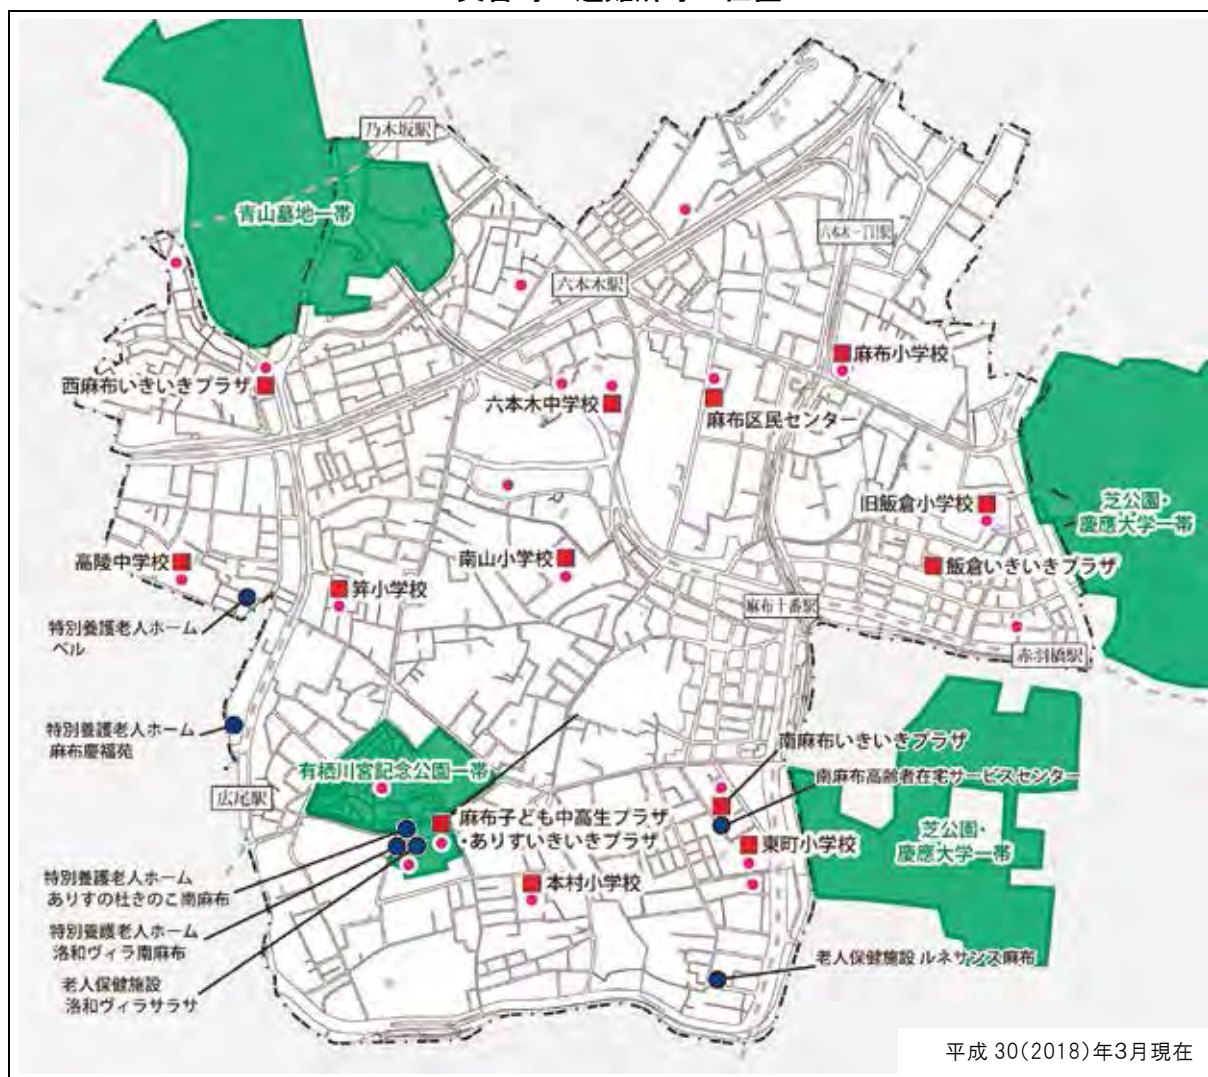 乃木坂駅
青山墓地一帯
六本木一丁目駅
六本木駅
麻布小学校
西麻布いきいきプラザ
六本木中学校
麻布区民センター
旧飯倉小学校
芝公園・
慶應大学一帯
高陵中学校
南山小学校
飯倉いきいきプラザ
笄小学校
麻布十番駅
特別養護老人ホーム
ベル
赤羽橋駅
特別養護老人ホーム
麻布慶福苑
南麻布いきいきプラザ
有栖川宮記念公園一帯
南麻布高齢者在宅サービスセンター
広尾駅
麻布子ども中高生プラザ
・ありすいきいきプラザ
芝公園・
慶應大学一帯
東町小学校
特別養護老人ホーム
ありすの杜きのこ南麻布
本村小学校
特別養護老人ホーム
洛和ヴィラ南麻布
老人保健施設 ルネサンス麻布
老人保健施設
洛和ヴィラサラサ
平成30(2018)年3月現在